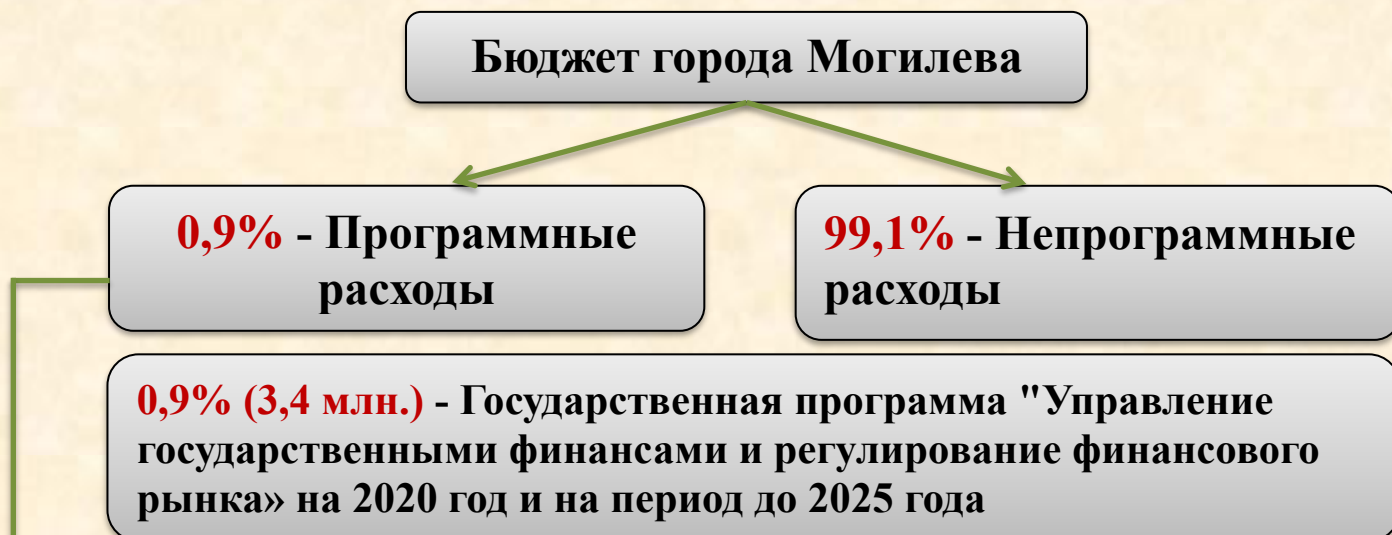 Бюджет города Могилева
0,9% - Программные
расходы
99,1% - Непрограммные
расходы
0,9% (3,4 млн.) - Государственная программа "Управление
государственными финансами и регулирование финансового
рынка» на 2020 год и на период до 2025 года